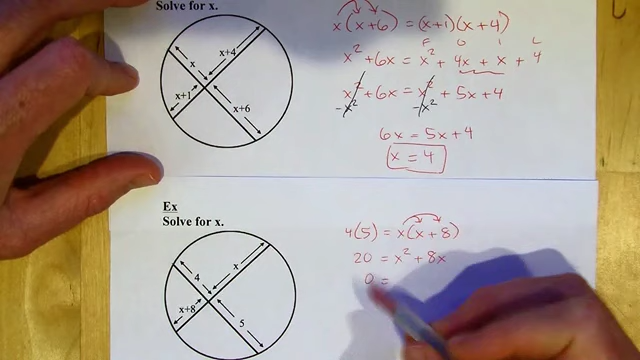 Solve for x.
x
x+4
x+1
x+6
x(x+6) = (x+1)(x+4)
F O I L
x² + 6x = x² + 4x + x + 4
x² + 6x = x² + 5x + 4
-x² -x²
6x = 5x + 4
x = 4
Ex
Solve for x.
4
x
x+8
5
4(5) = x(x + 8)
20 = x² + 8x
0 =